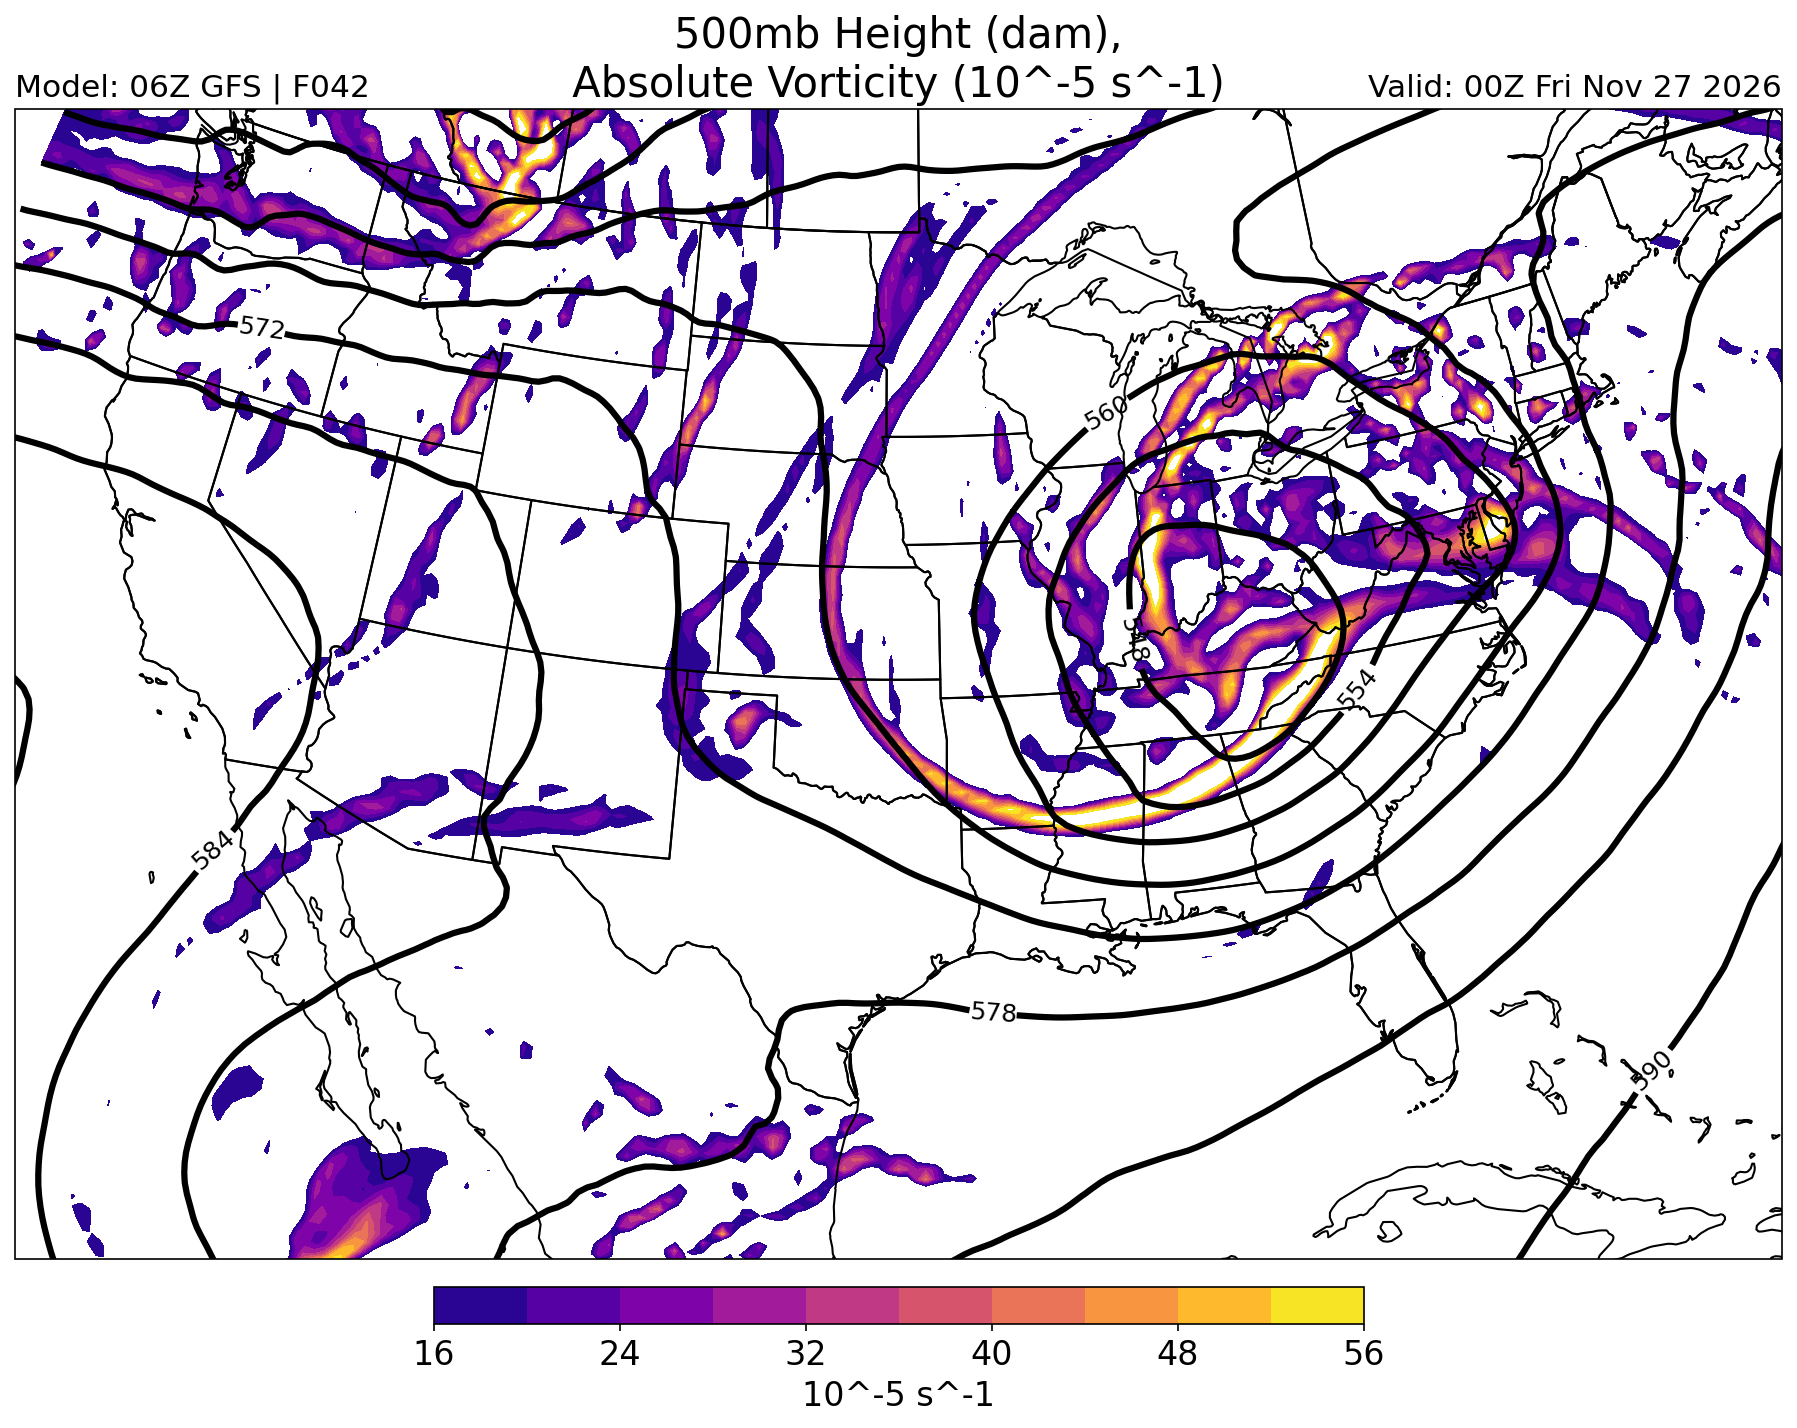 500mb Height (dam),
Absolute Vorticity (10^-5 s^-1)
Model: 06Z GFS | F042
Valid: 00Z Fri Nov 27 2026
572
560
548
554
584
578
590
16 24 32 40 48 56
10^-5 s^-1